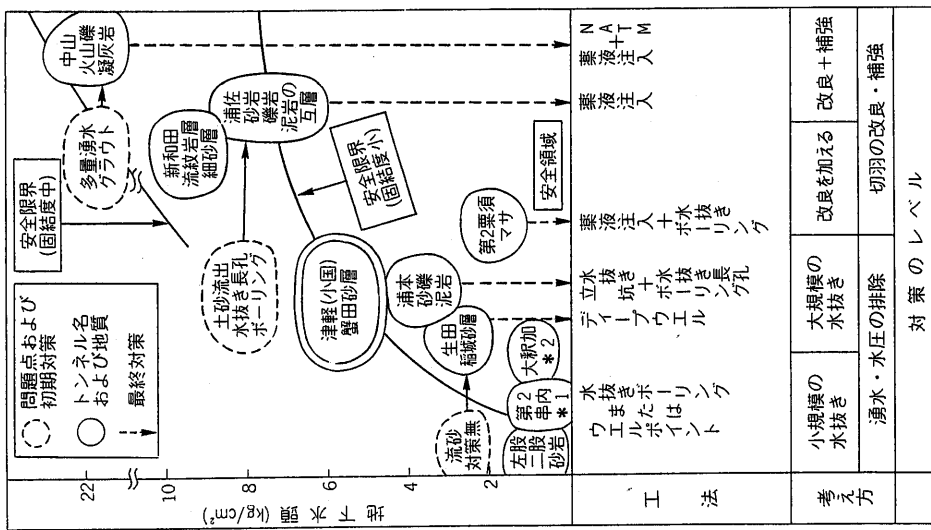 問題点および
初期対策
トンネル名
および地質
最終対策
安全限界
(固結度中)
多量湧水
グラウト
中山
火山礫
凝灰岩
新和田
流紋岩層
細砂層
浦佐
砂岩
礫岩
泥岩の
互層
土砂流出
水抜き長孔
ボーリング
安全限界
(固結度小)
津軽(小国)
蟹田砂層
浦本
砂礫
泥岩
第2栗須
マサ
安全領域
生田
稲城砂層
大釈加
*2
流砂
対策無
第2
串内
*1
左股
二股
砂岩
地下水頭 (kg/cm²)
22
10
8
6
4
2
工法
水抜きボーリング
または
ウエルポイント
ディープウエル
立坑+水抜き長孔
水抜きボーリング
薬液注入
+
水抜き
ボーリング
薬液注入
薬液注入
+
NATM
考え方
小規模の
水抜き
大規模の
水抜き
改良を加える
改良+補強
湧水・水圧の排除
切羽の改良・補強
対策のレベル